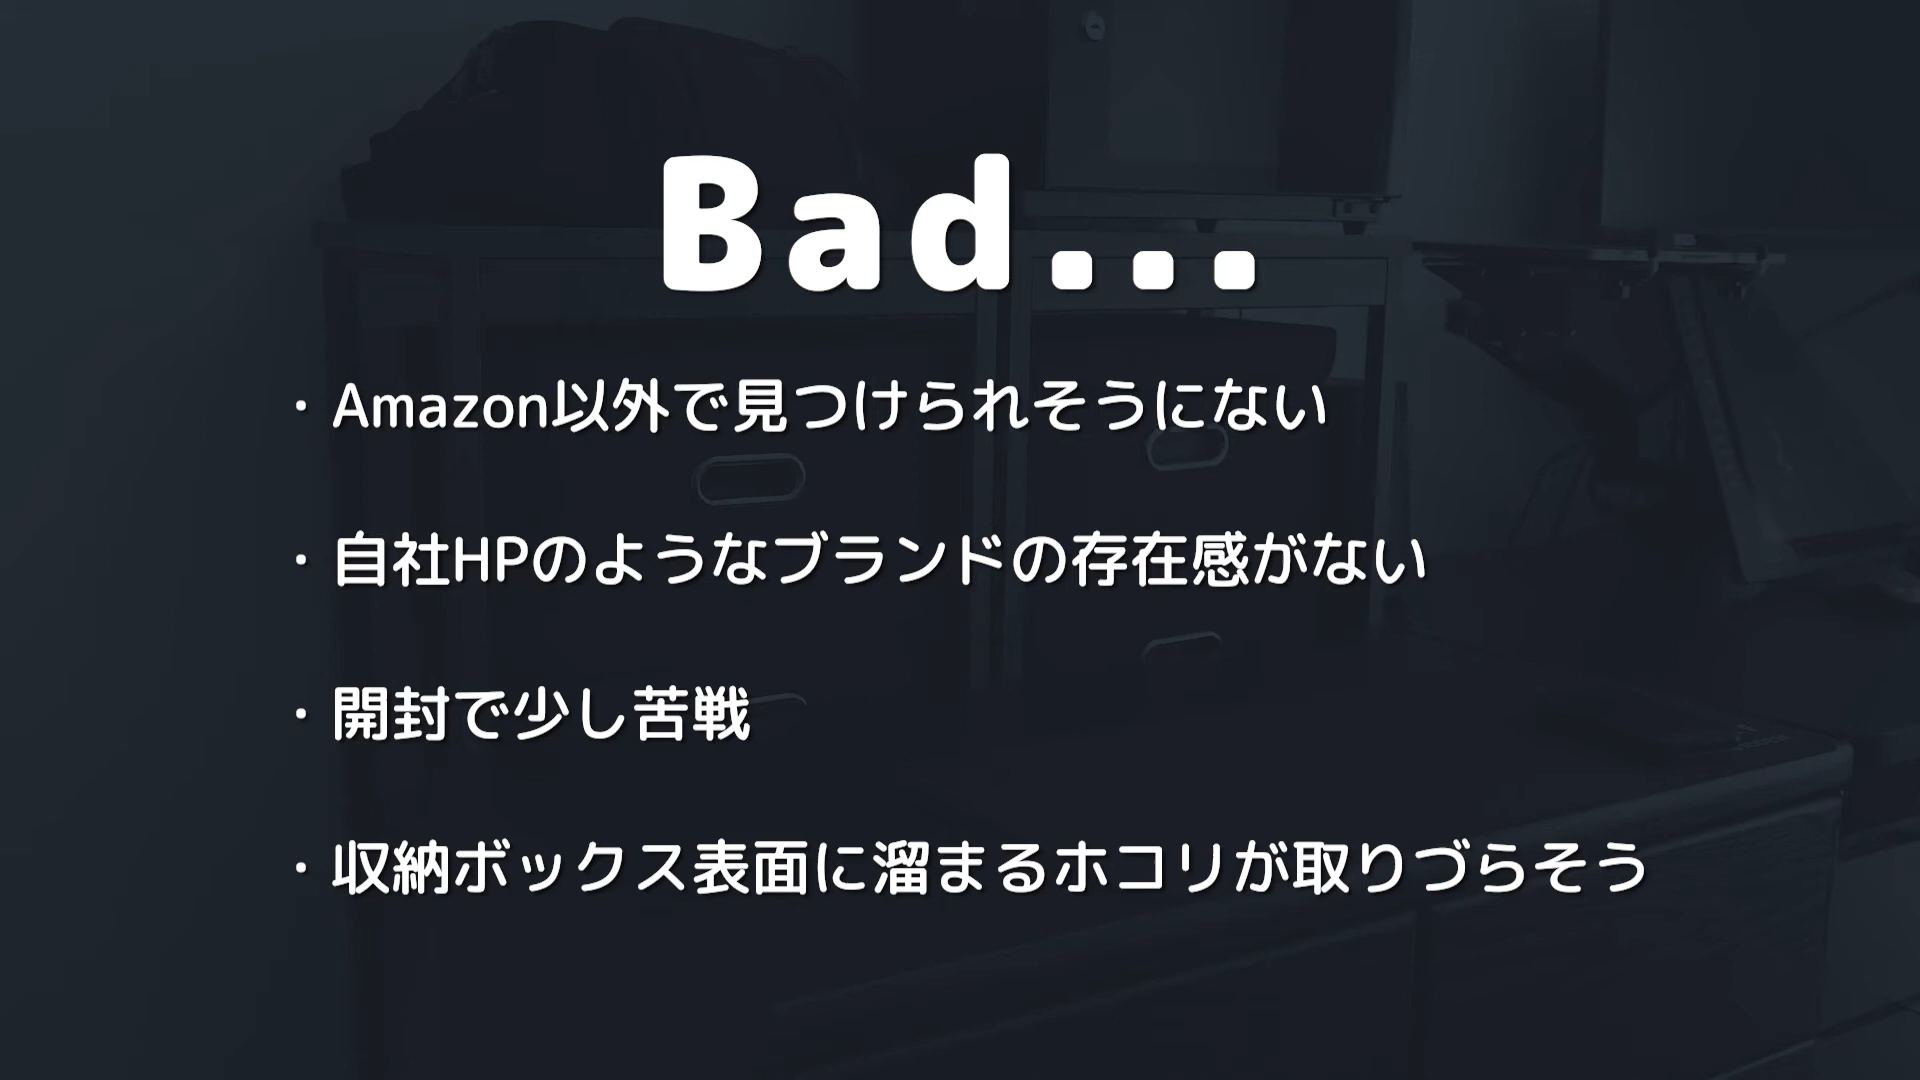 Bad...
・Amazon以外で見つけられそうにない
・自社HPのようなブランドの存在感がない
・開封で少し苦戦
・収納ボックス表面に溜まるホコリが取りづらそう